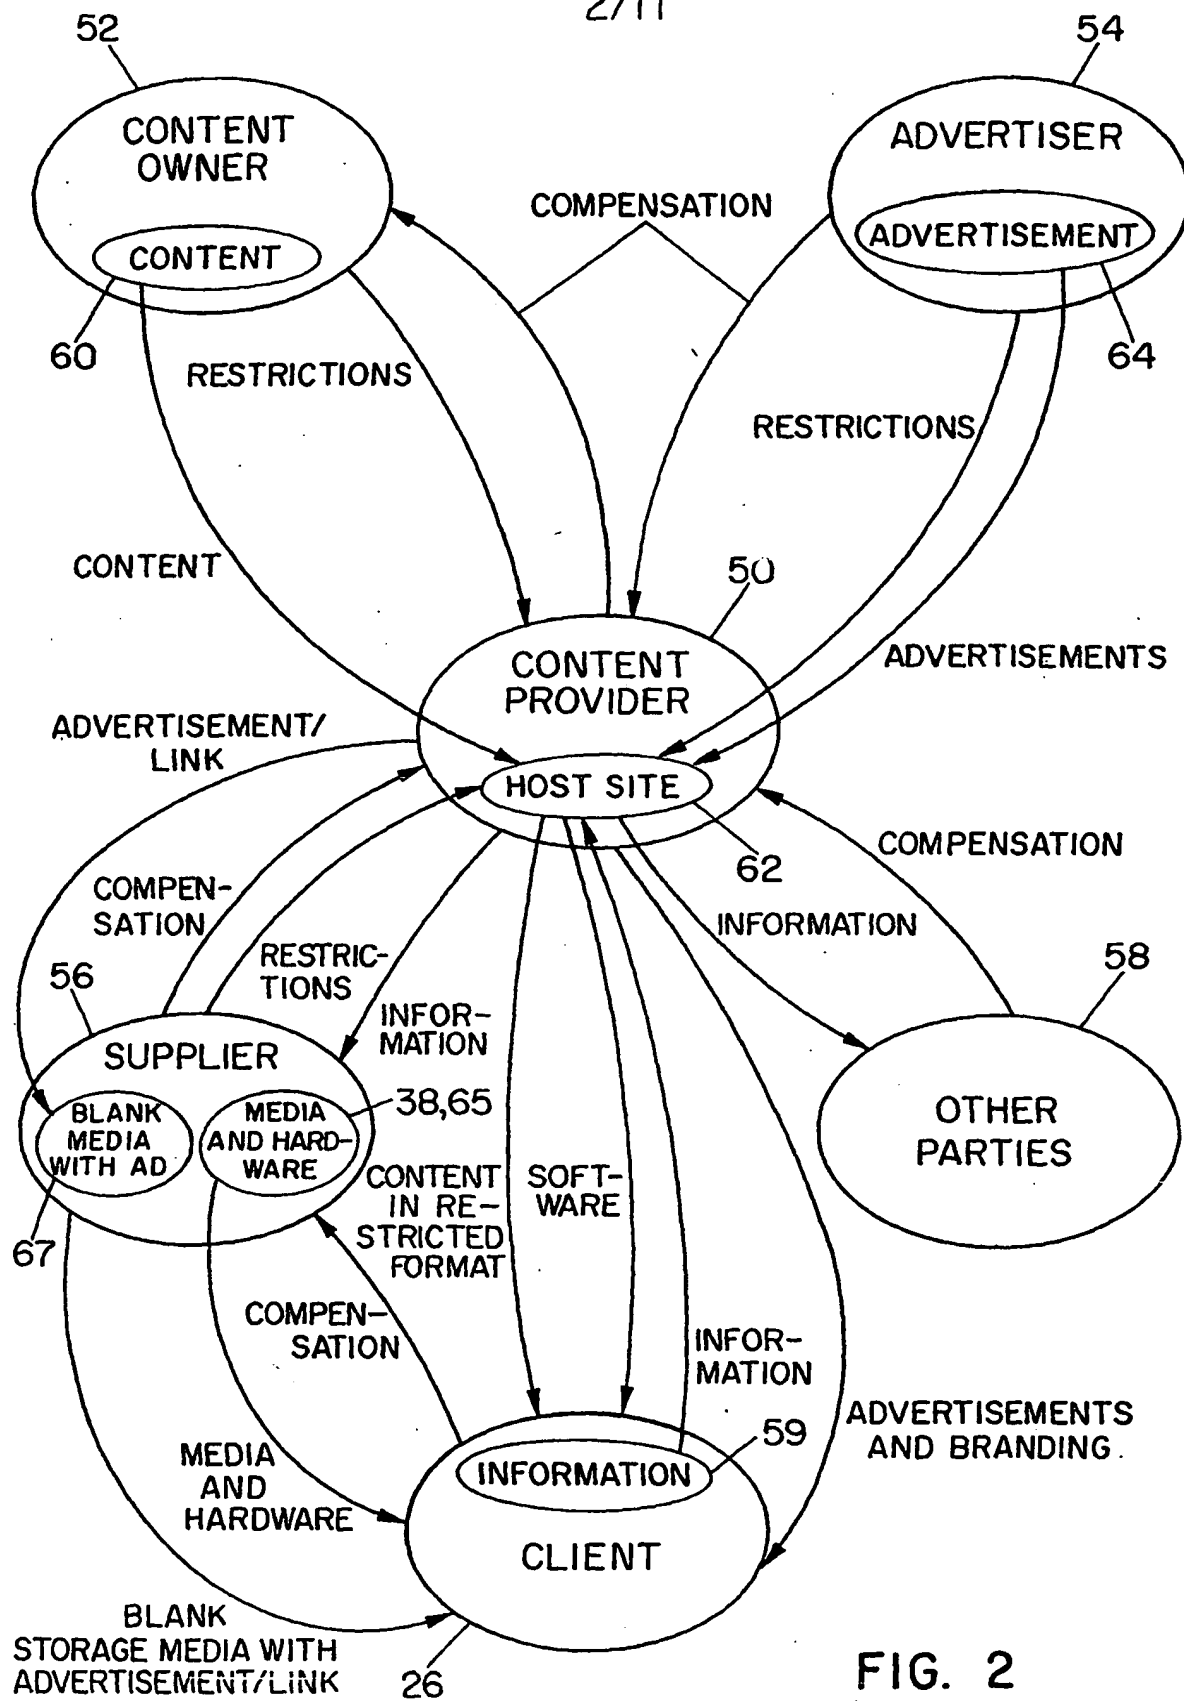 2/11
52
54
CONTENT
OWNER
ADVERTISER
COMPENSATION
ADVERTISEMENT
CONTENT
60
64
RESTRICTIONS
RESTRICTIONS
CONTENT
50
ADVERTISEMENTS
CONTENT
PROVIDER
ADVERTISEMENT/
LINK
HOST SITE
62
COMPENSATION
COMPEN-
SATION
INFORMATION
RESTRIC-
TIONS
56
58
INFOR-
MATION
SUPPLIER
38,65
BLANK
MEDIA
WITH AD
MEDIA
AND HARD-
WARE
OTHER
PARTIES
CONTENT
IN RE-
STRICTED
FORMAT
SOFT-
WARE
67
COMPEN-
SATION
INFOR-
MATION
ADVERTISEMENTS
AND BRANDING
59
INFORMATION
MEDIA
AND
HARDWARE
CLIENT
BLANK
STORAGE MEDIA WITH
ADVERTISEMENT/LINK
26
FIG. 2